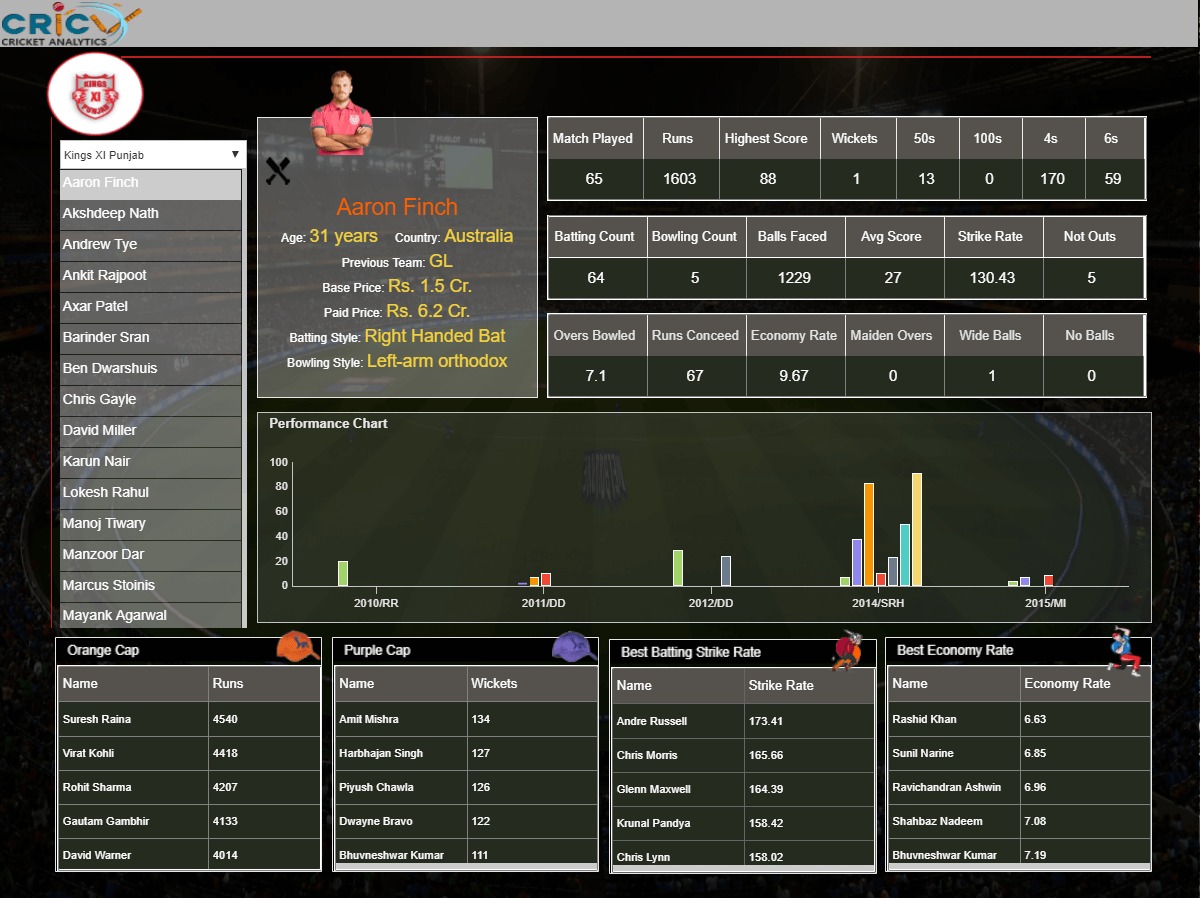 CRIC
CRICKET ANALYTICS
KINGS
XI
PUNJAB
Kings XI Punjab
Aaron Finch
Akshdeep Nath
Andrew Tye
Ankit Rajpoot
Axar Patel
Barinder Sran
Ben Dwarshuis
Chris Gayle
David Miller
Karun Nair
Lokesh Rahul
Manoj Tiwary
Manzoor Dar
Marcus Stoinis
Mayank Agarwal
Aaron Finch
Age: 31 years Country: Australia
Previous Team: GL
Base Price: Rs. 1.5 Cr.
Paid Price: Rs. 6.2 Cr.
Batting Style: Right Handed Bat
Bowling Style: Left-arm orthodox
Match Played Runs Highest Score Wickets 50s 100s 4s 6s
65 1603 88 1 13 0 170 59
Batting Count Bowling Count Balls Faced Avg Score Strike Rate Not Outs
64 5 1229 27 130.43 5
Overs Bowled Runs Conceed Economy Rate Maiden Overs Wide Balls No Balls
7.1 67 9.67 0 1 0
Performance Chart
100
80
60
40
20
0
2010/RR 2011/DD 2012/DD 2014/SRH 2015/MI
Orange Cap
Name Runs
Suresh Raina 4540
Virat Kohli 4418
Rohit Sharma 4207
Gautam Gambhir 4133
David Warner 4014
Purple Cap
Name Wickets
Amit Mishra 134
Harbhajan Singh 127
Piyush Chawla 126
Dwayne Bravo 122
Bhuvneshwar Kumar 111
Best Batting Strike Rate
Name Strike Rate
Andre Russell 173.41
Chris Morris 165.66
Glenn Maxwell 164.39
Krunal Pandya 158.42
Chris Lynn 158.02
Best Economy Rate
Name Economy Rate
Rashid Khan 6.63
Sunil Narine 6.85
Ravichandran Ashwin 6.96
Shahbaz Nadeem 7.08
Bhuvneshwar Kumar 7.19